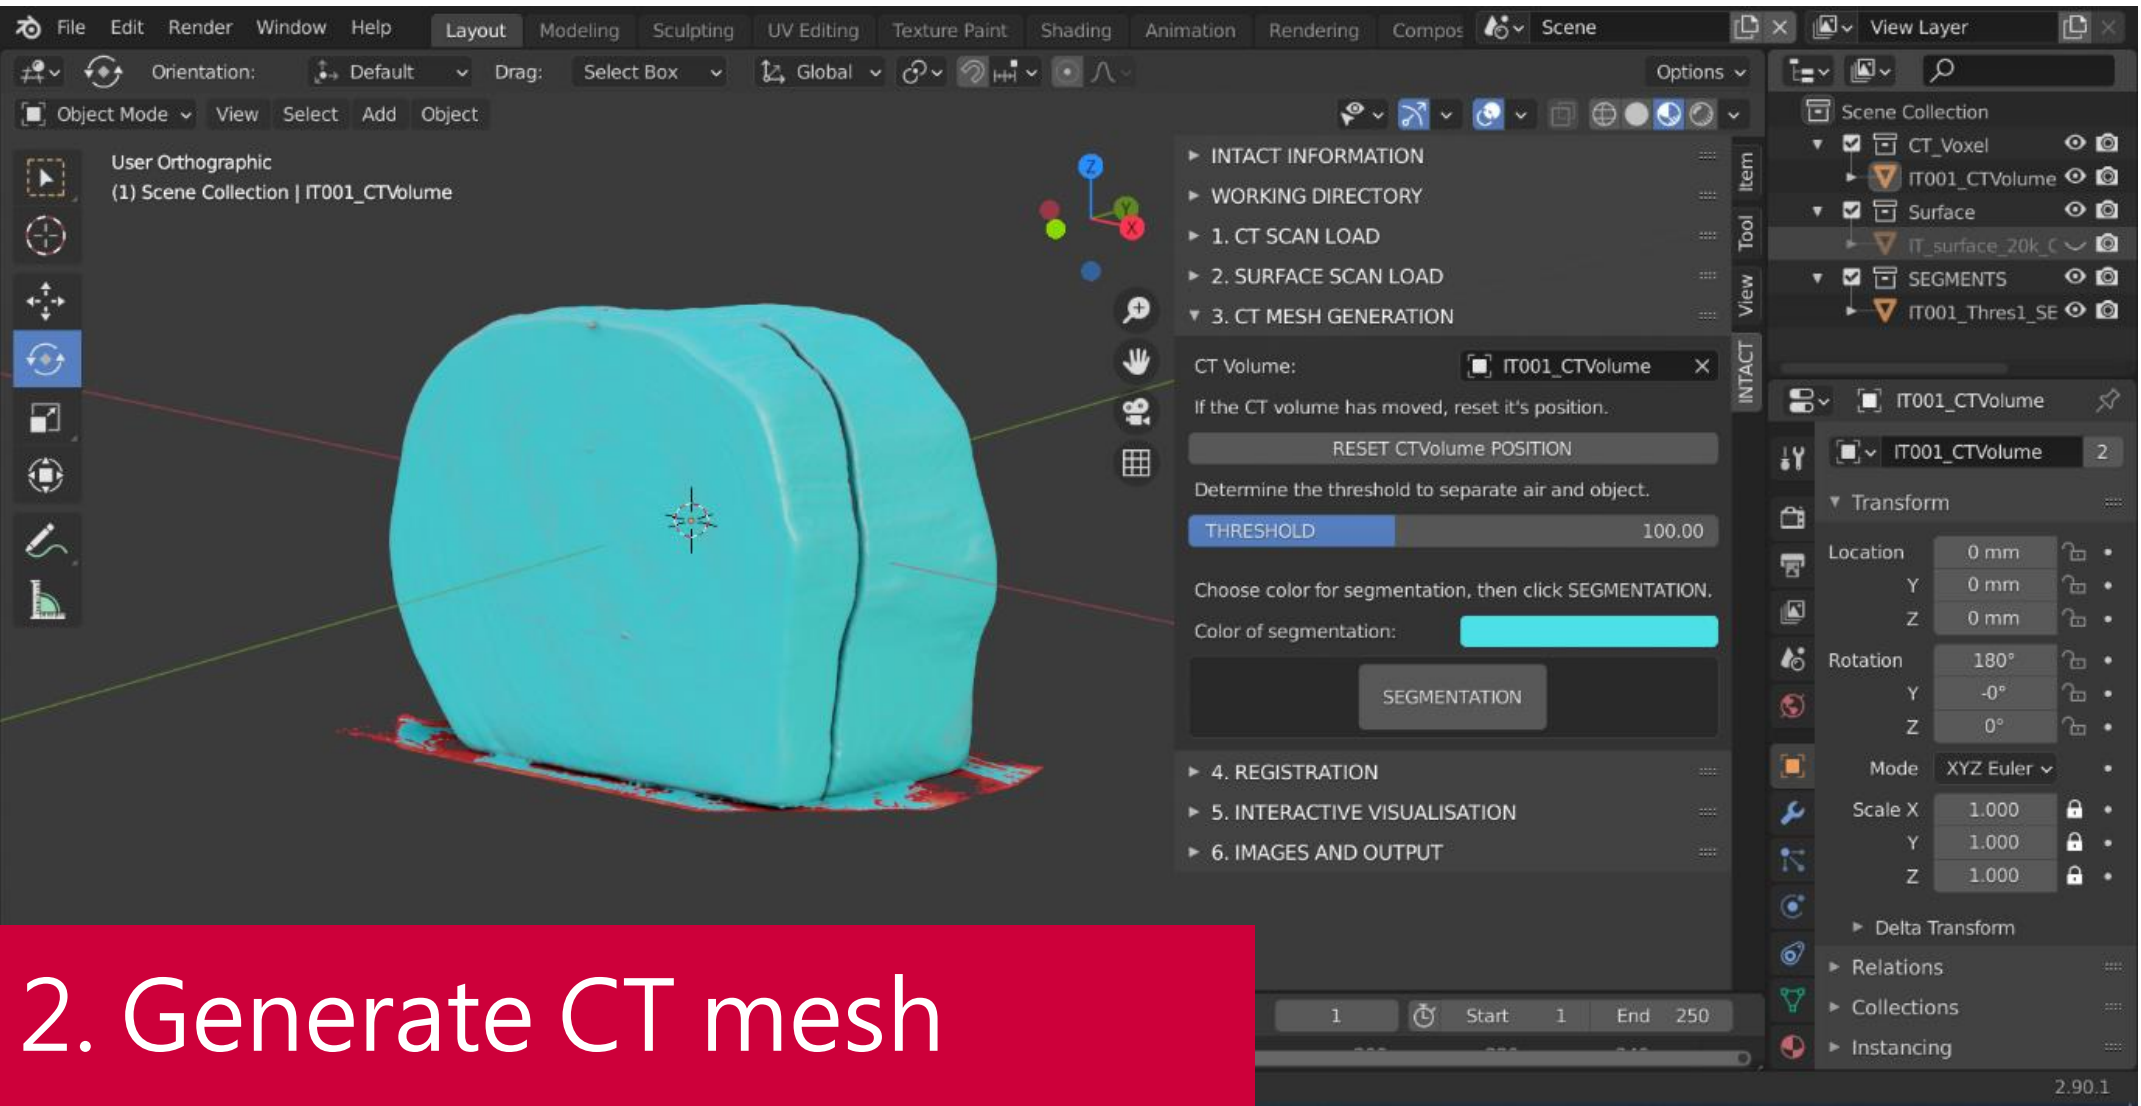 File Edit Render Window Help Layout Modeling Sculpting UV Editing Texture Paint Shading Animation Rendering Compos Scene View Layer
Orientation: Default Drag: Select Box Global Options
Object Mode View Select Add Object
User Orthographic
(1) Scene Collection | IT001_CTVolume
Z
Y
X
INTACT INFORMATION
WORKING DIRECTORY
1. CT SCAN LOAD
2. SURFACE SCAN LOAD
3. CT MESH GENERATION
CT Volume: IT001_CTVolume
If the CT volume has moved, reset it's position.
RESET CTVolume POSITION
Determine the threshold to separate air and object.
THRESHOLD 100.00
Choose color for segmentation, then click SEGMENTATION.
Color of segmentation:
SEGMENTATION
4. REGISTRATION
5. INTERACTIVE VISUALISATION
6. IMAGES AND OUTPUT
Item
Tool
View
INTACT
Scene Collection
CT_Voxel
IT001_CTVolume
Surface
IT_surface_20k_
SEGMENTS
IT001_Thres1_SE
IT001_CTVolume
IT001_CTVolume 2
Transform
Location 0 mm
Y 0 mm
Z 0 mm
Rotation 180°
Y -0°
Z 0°
Mode XYZ Euler
Scale X 1.000
Y 1.000
Z 1.000
Delta Transform
Relations
Collections
Instancing
1 Start 1 End 250
2.90.1
2. Generate CT mesh